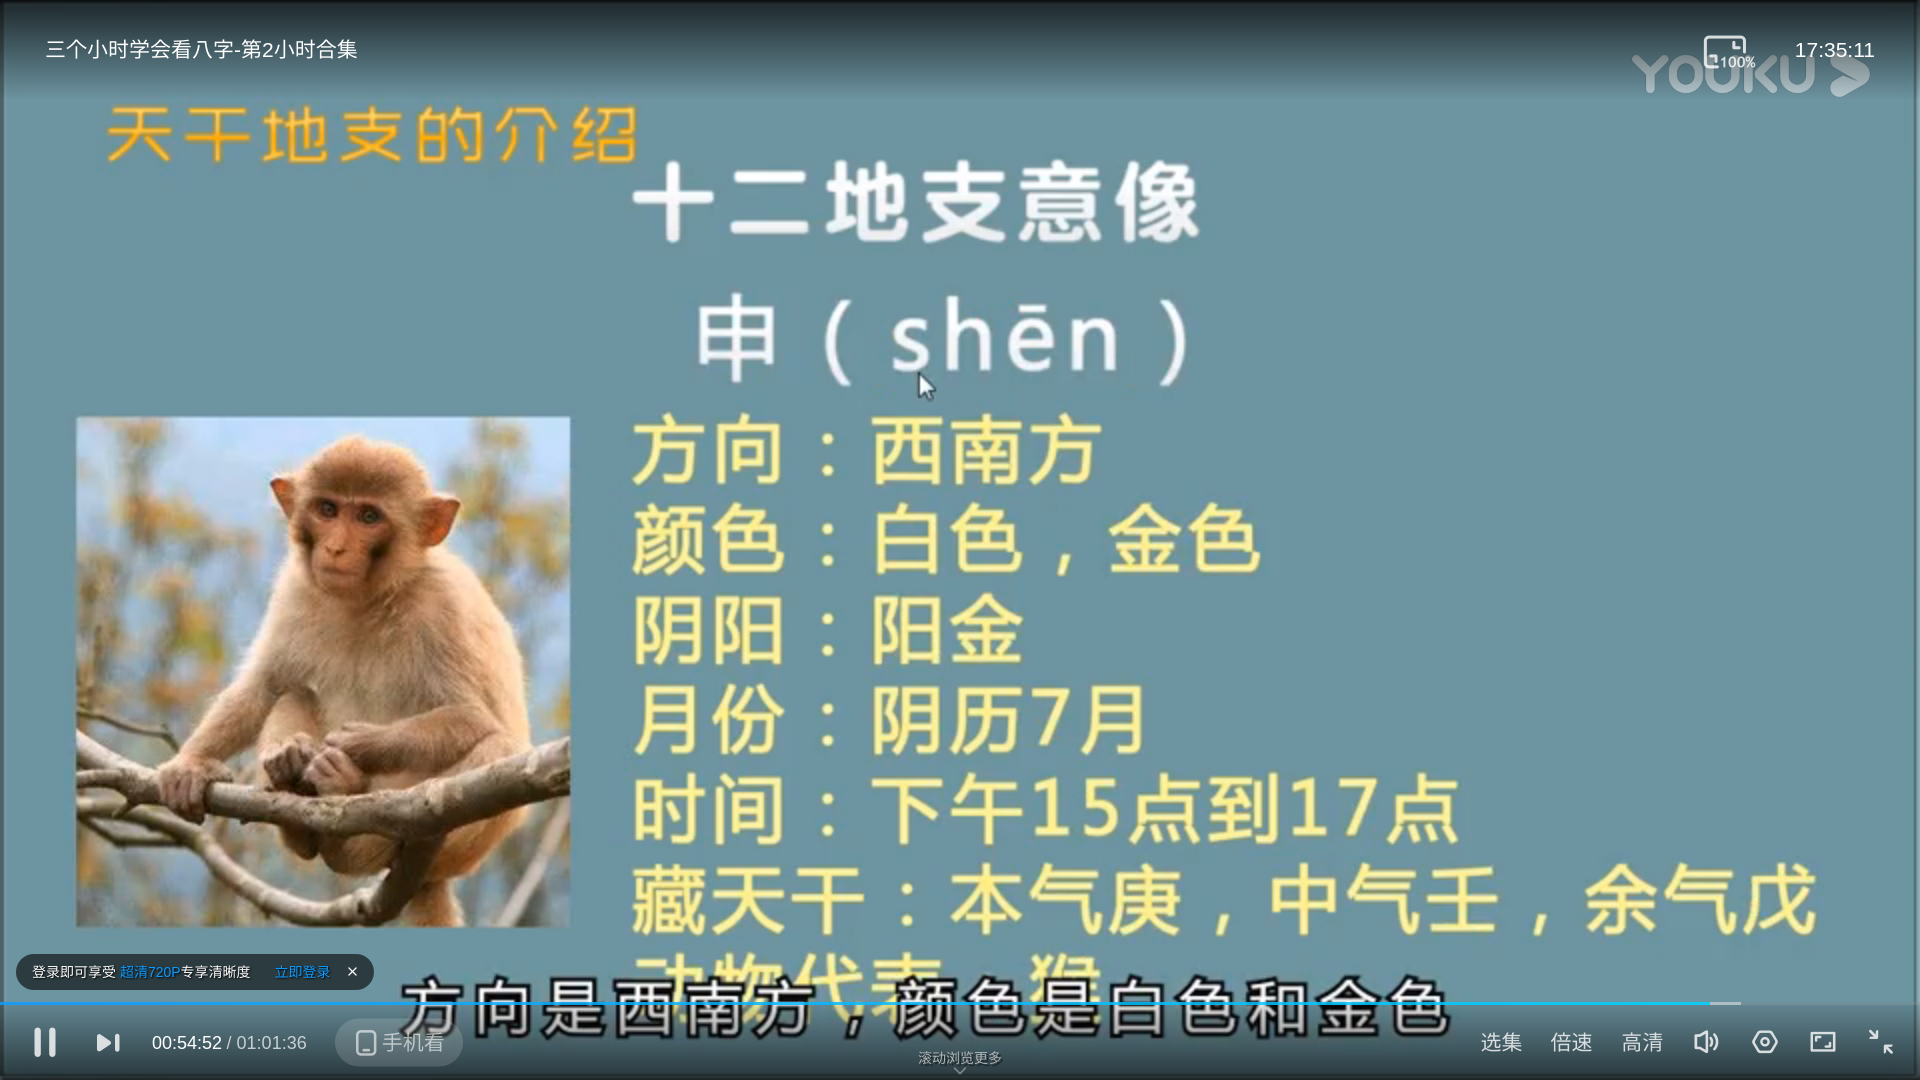 三个小时学会看八字-第2小时合集
100%
17:35:11
YOUKU
天干地支的介绍
十二地支意像
申（shēn）
方向：西南方
颜色：白色，金色
阴阳：阳金
月份：阴历7月
时间：下午15点到17点
藏天干：本气庚，中气壬，余气戊
动物代表：猴
登录即可享受 超清720P专享清晰度 立即登录 ×
方向是西南方，颜色是白色和金色
00:54:52 / 01:01:36
手机看
选集 倍速 高清
滚动浏览更多